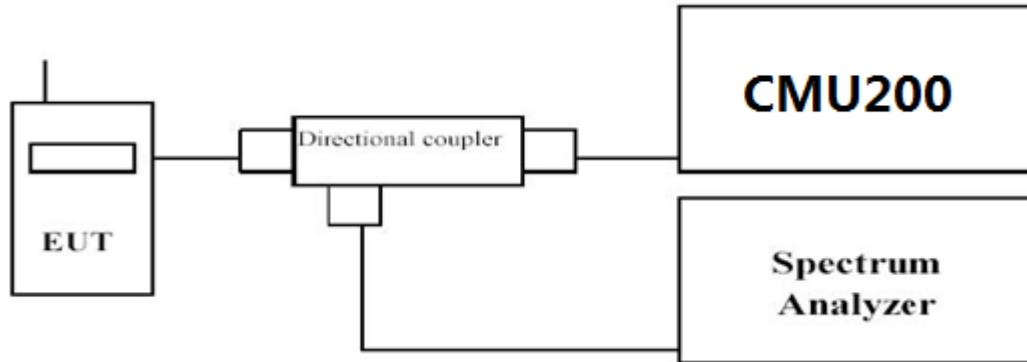 CMU200
Directional coupler
EUT
Spectrum
Analyzer